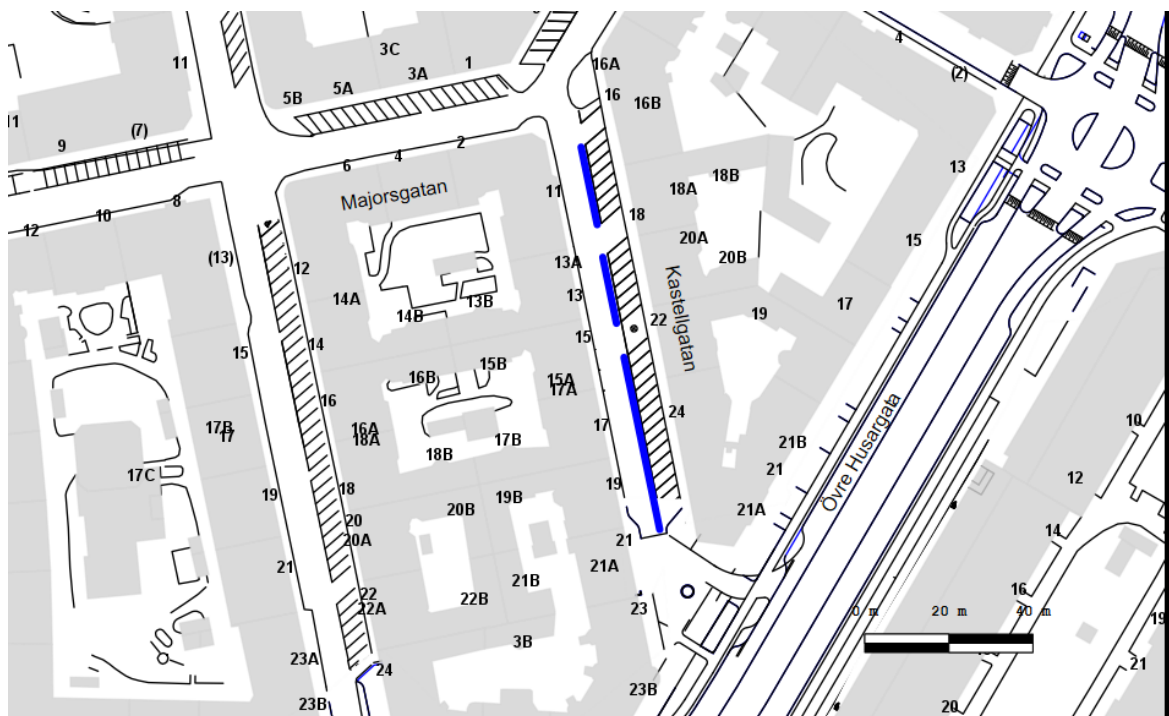 3C
4
11
1
16A
3A
(2)
5A
5B
16
16B
11
(7)
9
2
4
6
13
18B
18A
11
Majorsgatan
8
10
12
18
20A
15
(13)
20B
13A
12
14A
13
13B
17
14B
19
22
Kastellgatan
15
14
15
15B
16B
15A
17A
16
24
Övre Husargata
10
17B
17
16A
18A
17
17B
21B
18B
17C
21
12
19
18
19
19B
20B
21A
20
20A
14
21
21
21A
21B
22
22A
22B
23
16
0 m
20 m
40 m
19
3B
23A
24
21
23B
23B
20